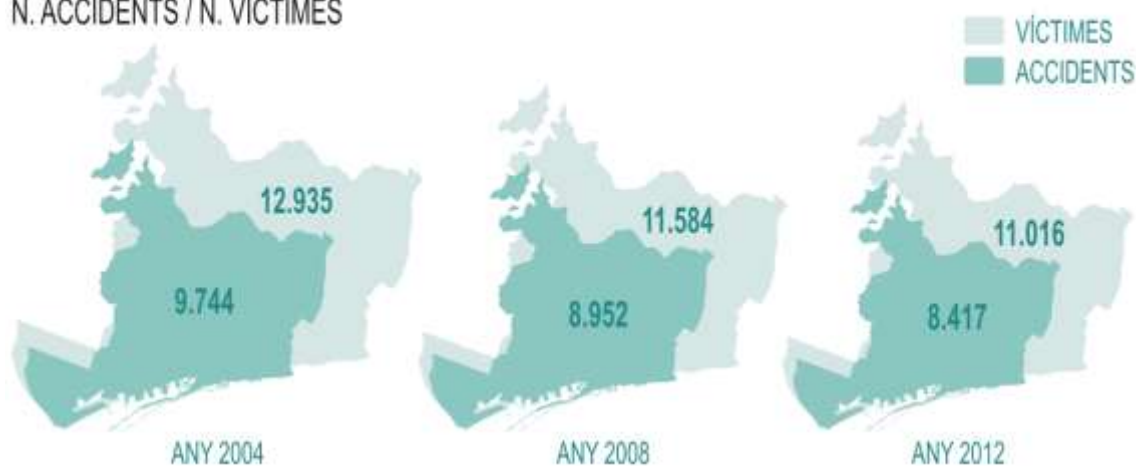 N. ACCIDENTS / N. VÍCTIMES
VÍCTIMES
ACCIDENTS
12.935
9.744
ANY 2004
11.584
8.952
ANY 2008
11.016
8.417
ANY 2012